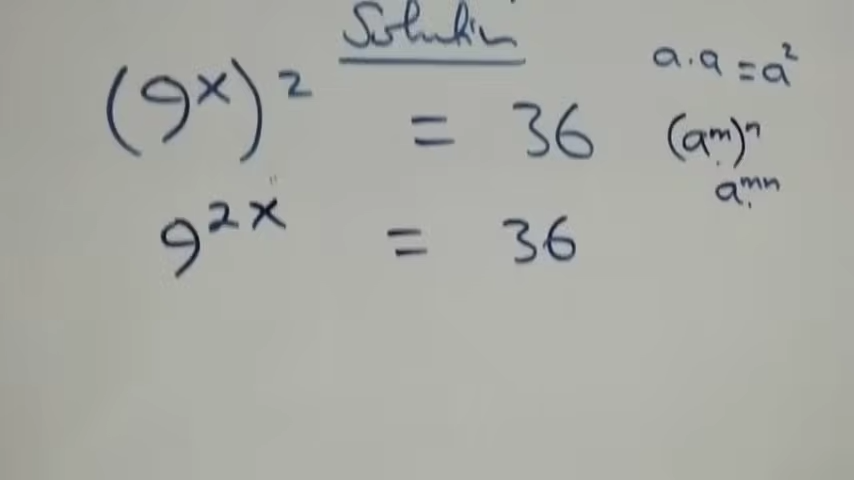 Solution
(9^x)^2 = 36
9^{2x} = 36
a.a = a^2
(a^m)^n
a^{mn}